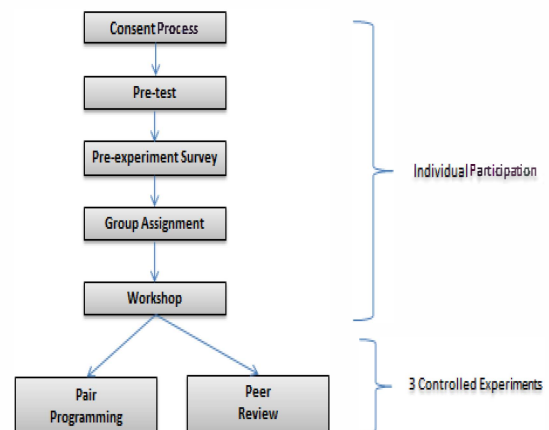 Consent Process
Pre-test
Pre-experiment Survey
Group Assignment
Workshop
Individual Participation
Pair
Programming
Peer
Review
3 Controlled Experiments